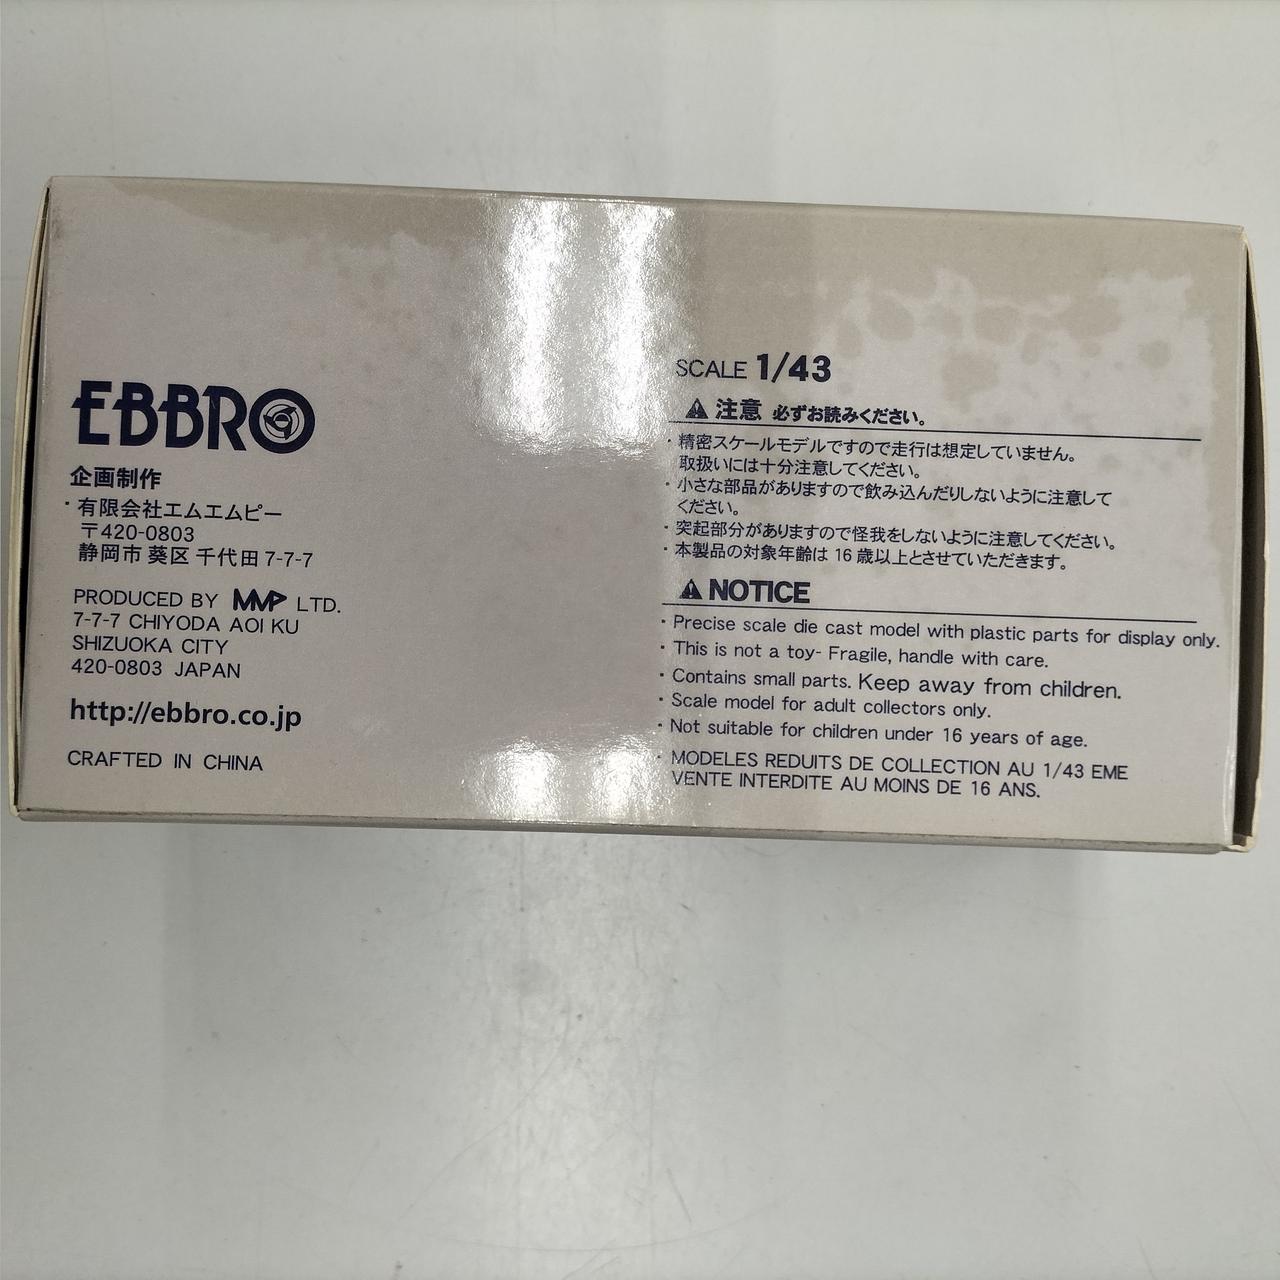 EBBRO
企画制作
・有限会社エムエムピー
〒420-0803
静岡市 葵区 千代田 7-7-7
PRODUCED BY MMP LTD.
7-7-7 CHIYODA AOI KU
SHIZUOKA CITY
420-0803 JAPAN
http://ebbro.co.jp
CRAFTED IN CHINA
SCALE 1/43
注意 必ずお読みください。
・精密スケールモデルですので走行は想定していません。
取扱いには十分注意してください。
・小さな部品がありますので飲み込んだりしないように注意して
ください。
・突起部分がありますので怪我をしないように注意してください。
・本製品の対象年齢は 16 歳以上とさせていただきます。
NOTICE
・Precise scale die cast model with plastic parts for display only.
・This is not a toy- Fragile, handle with care.
・Contains small parts. Keep away from children.
・Scale model for adult collectors only.
・Not suitable for children under 16 years of age.
・MODELES REDUITS DE COLLECTION AU 1/43 EME
VENTE INTERDITE AU MOINS DE 16 ANS.